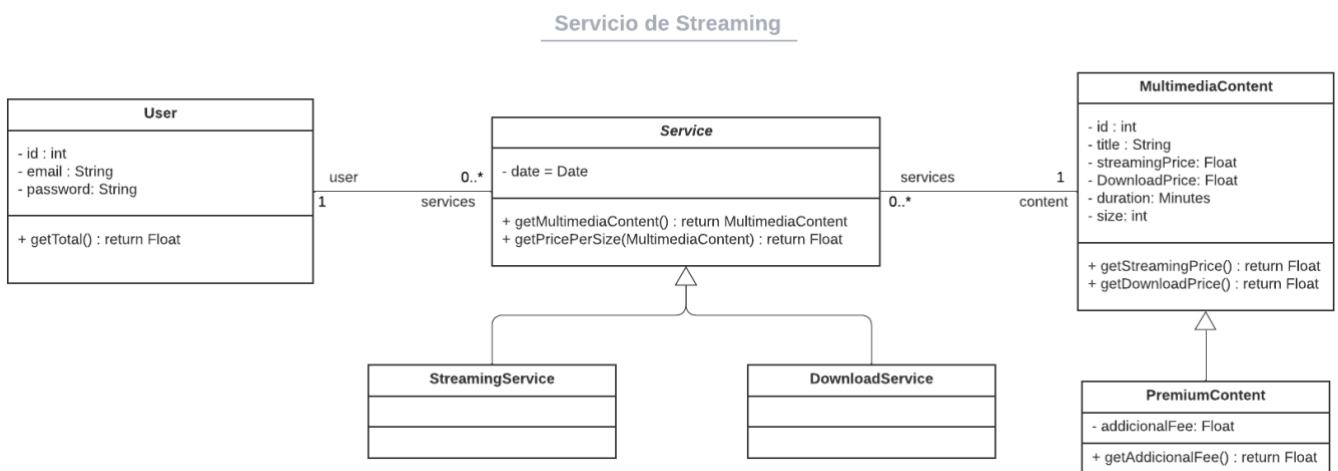 Servicio de Streaming
User
- id : int
- email : String
- password: String
+ getTotal() : return Float
user
1
0..*
services
Service
- date = Date
+ getMultimediaContent() : return MultimediaContent
+ getPricePerSize(MultimediaContent) : return Float
services
0..*
1
content
MultimediaContent
- id : int
- title : String
- streamingPrice: Float
- DownloadPrice: Float
- duration: Minutes
- size: int
+ getStreamingPrice() : return Float
+ getDownloadPrice() : return Float
StreamingService
DownloadService
PremiumContent
- addicionalFee: Float
+ getAddicionalFee() : return Float